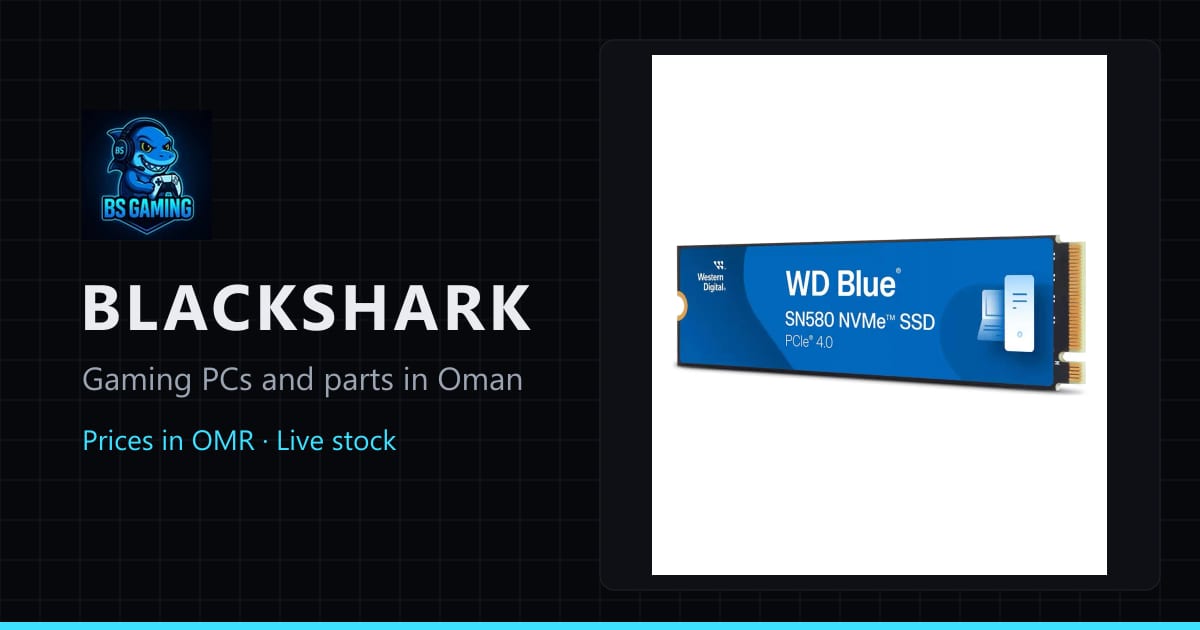 BS
BS GAMING
BLACKSHARK
Gaming PCs and parts in Oman
Prices in OMR · Live stock
Western
Digital®
WD Blue®
SN580 NVMe™ SSD
PCIe® 4.0